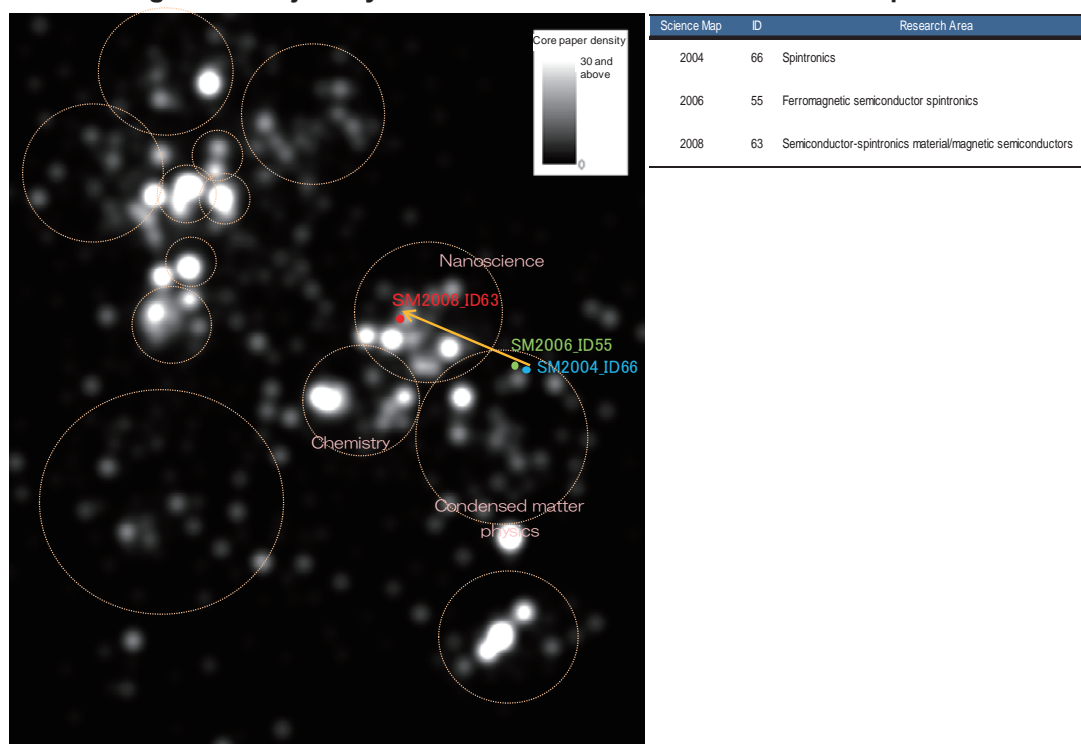 Core paper density
30 and
above
0
Nanoscience
SM2008_ID63
SM2006_ID55
SM2004_ID66
Chemistry
Condensed matter
physics
Science Map ID Research Area
2004 66 Spintronics
2006 55 Ferromagnetic semiconductor spintronics
2008 63 Semiconductor-spintronics material/magnetic semiconductors